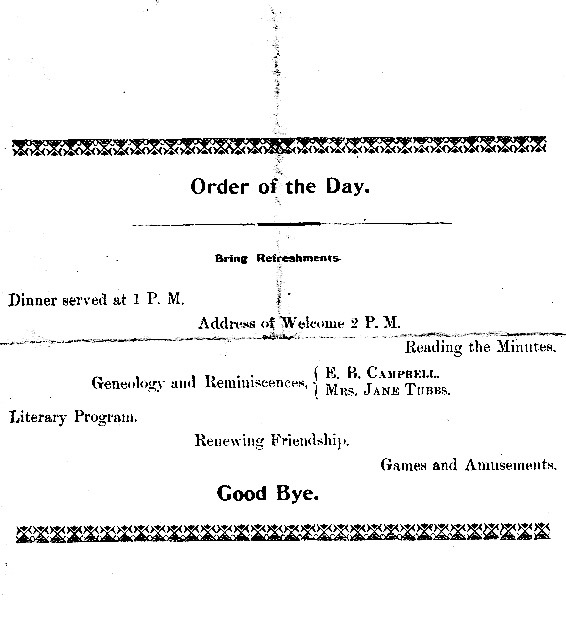 Order of the Day.
Bring Refreshments.
Dinner served at 1 P. M.
Address of Welcome 2 P. M.
Reading the Minutes.
Geneology and Reminiscences, { E. B. Campbell.
Mrs. Jane Tubbs.
Literary Program.
Renewing Friendship.
Games and Amusements.
Good Bye.